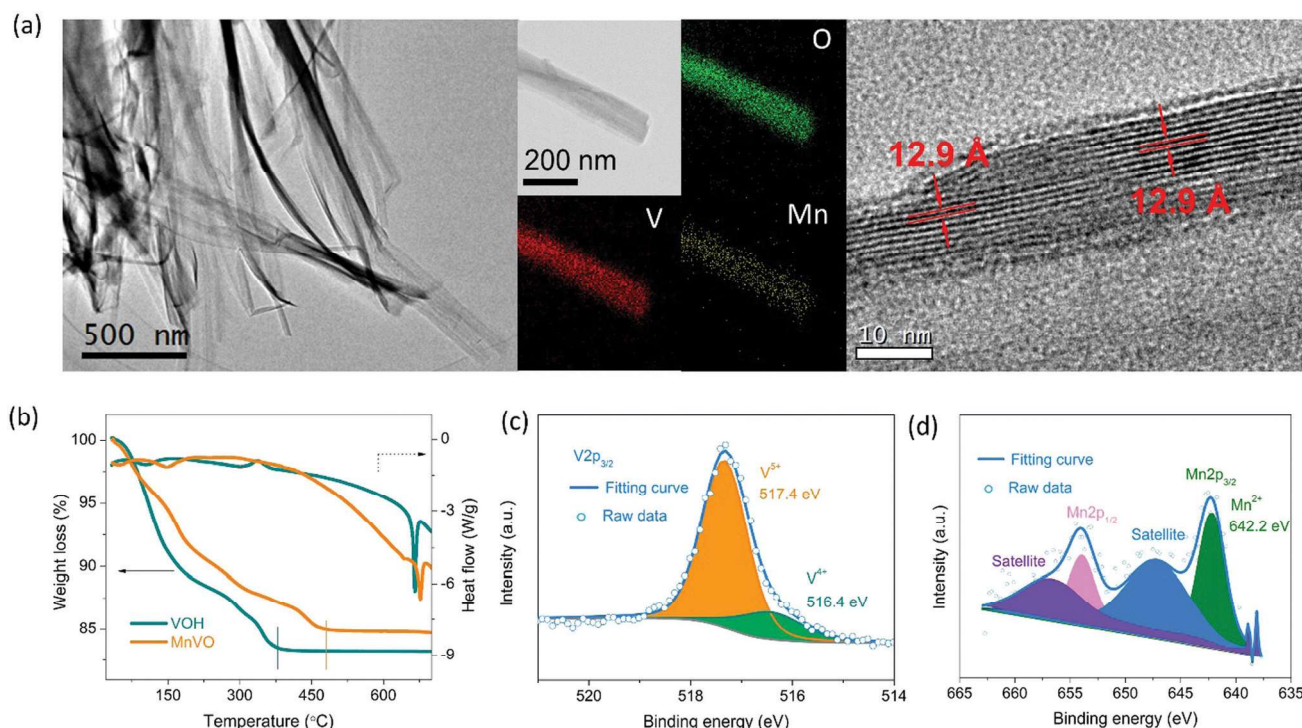 (a)
500 nm
200 nm
O
V
Mn
12.9 Å
12.9 Å
10 nm
(b)
Weight loss (%)
100
95
90
85
VOH
MnVO
150
300
450
600
Temperature (°C)
0
-3
-6
-9
Heat flow (W/g)
(c)
V2p3/2
Fitting curve
Raw data
V5+
517.4 eV
V4+
516.4 eV
Intensity (a.u.)
520
518
516
514
Binding energy (eV)
(d)
Fitting curve
Raw data
Mn2p3/2
Mn2+
642.2 eV
Mn2p1/2
Satellite
Satellite
Intensity (a.u.)
665
660
655
650
645
640
635
Binding energy (eV)